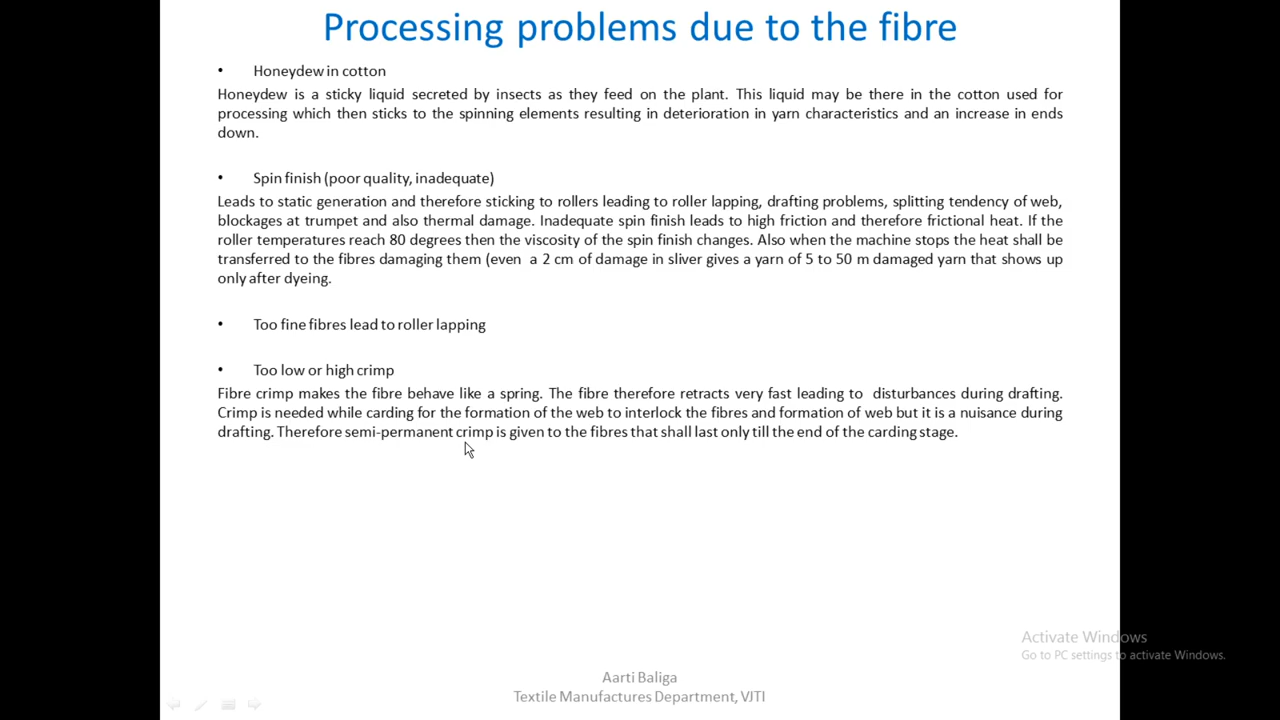 Processing problems due to the fibre
• Honeydew in cotton
Honeydew is a sticky liquid secreted by insects as they feed on the plant. This liquid may be there in the cotton used for
processing which then sticks to the spinning elements resulting in deterioration in yarn characteristics and an increase in ends
down.
• Spin finish (poor quality, inadequate)
Leads to static generation and therefore sticking to rollers leading to roller lapping, drafting problems, splitting tendency of web,
blockages at trumpet and also thermal damage. Inadequate spin finish leads to high friction and therefore frictional heat. If the
roller temperatures reach 80 degrees then the viscosity of the spin finish changes. Also when the machine stops the heat shall be
transferred to the fibres damaging them (even a 2 cm of damage in sliver gives a yarn of 5 to 50 m damaged yarn that shows up
only after dyeing.
• Too fine fibres lead to roller lapping
• Too low or high crimp
Fibre crimp makes the fibre behave like a spring. The fibre therefore retracts very fast leading to disturbances during drafting.
Crimp is needed while carding for the formation of the web to interlock the fibres and formation of web but it is a nuisance during
drafting. Therefore semi-permanent crimp is given to the fibres that shall last only till the end of the carding stage.
Activate Windows
Go to PC settings to activate Windows.
Aarti Baliga
Textile Manufactures Department, VJTI